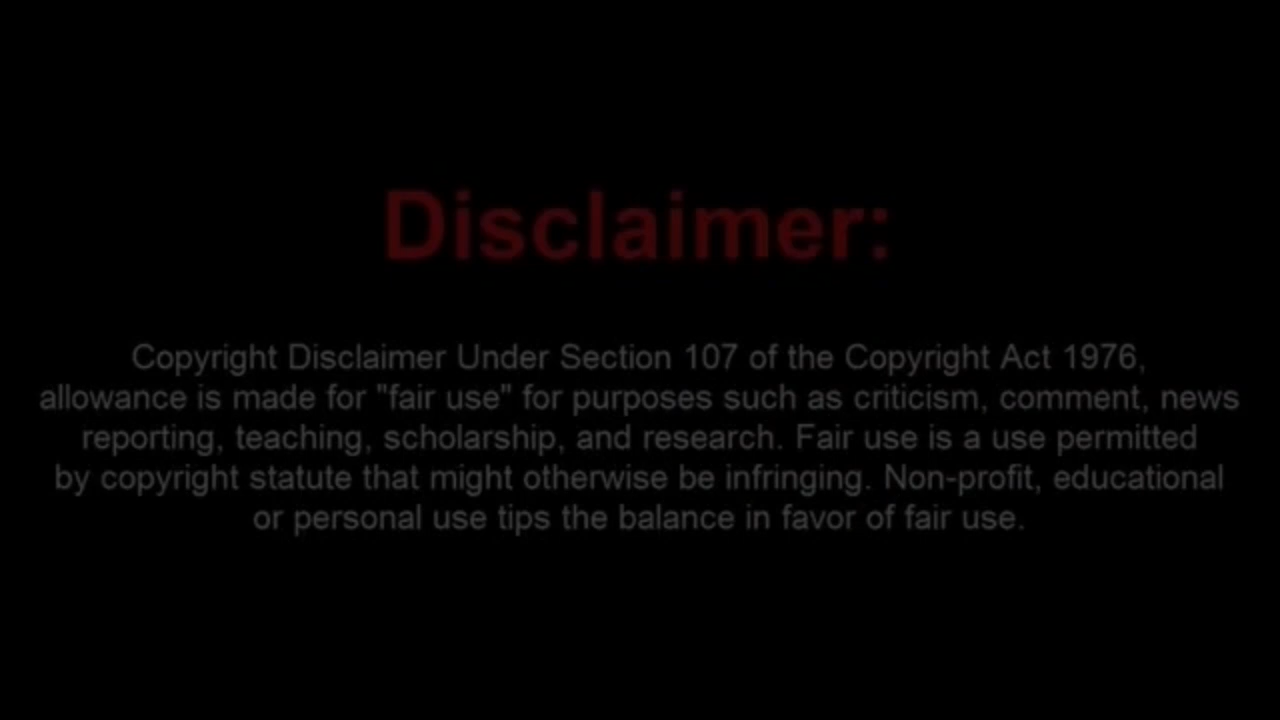 Disclaimer:
Copyright Disclaimer Under Section 107 of the Copyright Act 1976,
allowance is made for "fair use" for purposes such as criticism, comment, news
reporting, teaching, scholarship, and research. Fair use is a use permitted
by copyright statute that might otherwise be infringing. Non-profit, educational
or personal use tips the balance in favor of fair use.